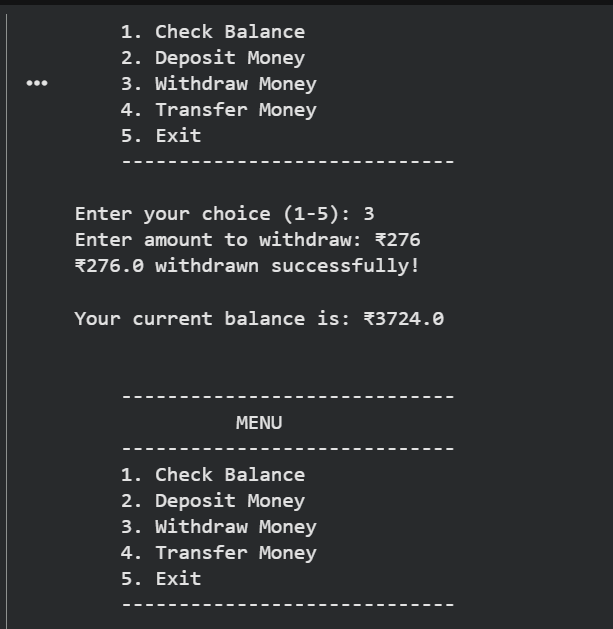 1. Check Balance
2. Deposit Money
3. Withdraw Money
4. Transfer Money
5. Exit
-----------------------------
Enter your choice (1-5): 3
Enter amount to withdraw: ₹276
₹276.0 withdrawn successfully!
Your current balance is: ₹3724.0
-----------------------------
MENU
-----------------------------
1. Check Balance
2. Deposit Money
3. Withdraw Money
4. Transfer Money
5. Exit
-----------------------------